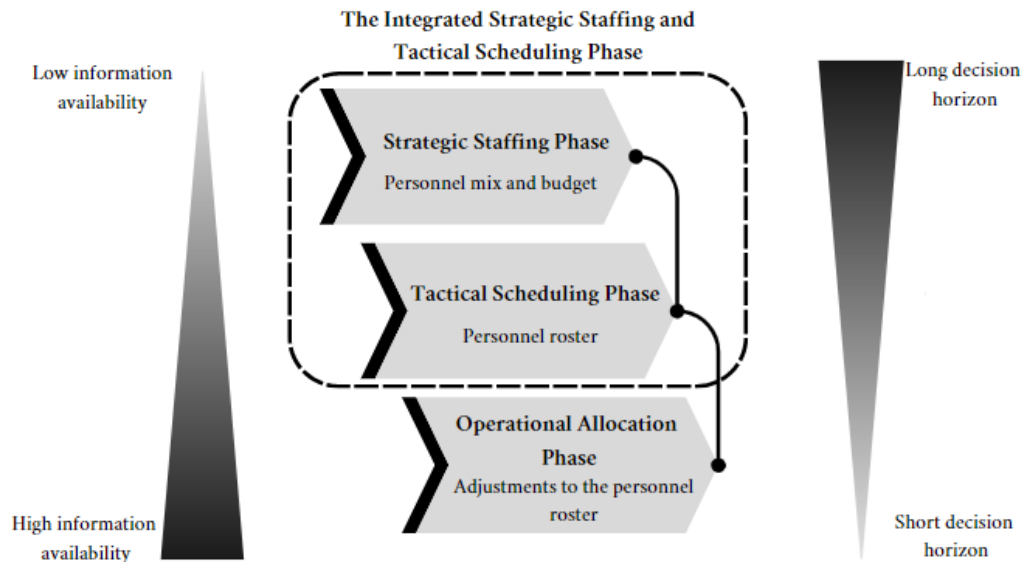 The Integrated Strategic Staffing and
Tactical Scheduling Phase
Low information
availability
Long decision
horizon
Strategic Staffing Phase
Personnel mix and budget
Tactical Scheduling Phase
Personnel roster
Operational Allocation
Phase
Adjustments to the personnel
roster
High information
availability
Short decision
horizon